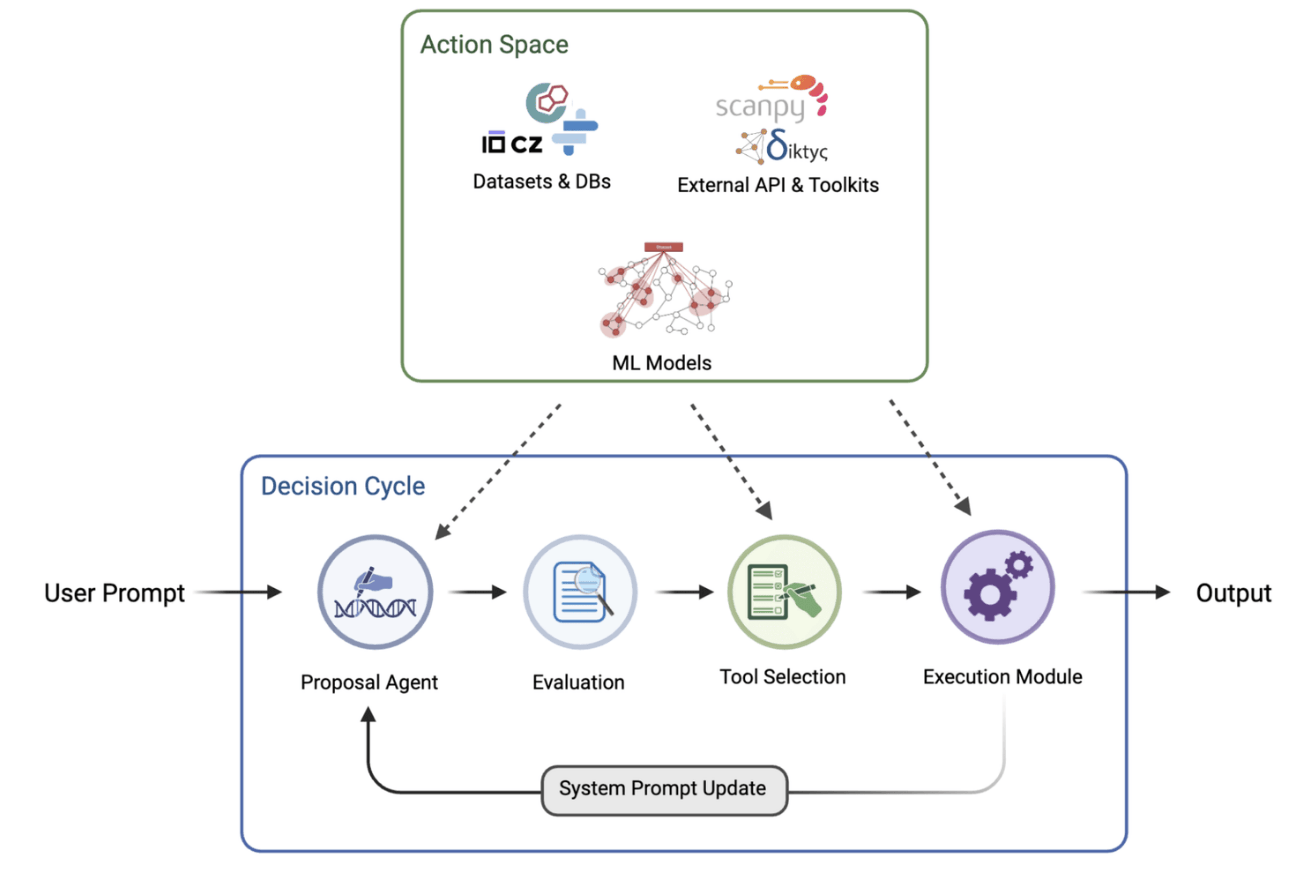 Action Space
scanpy
CZ
δiktyς
Datasets & DBs
External API & Toolkits
ML Models
Decision Cycle
User Prompt
Output
Proposal Agent
Evaluation
Tool Selection
Execution Module
System Prompt Update